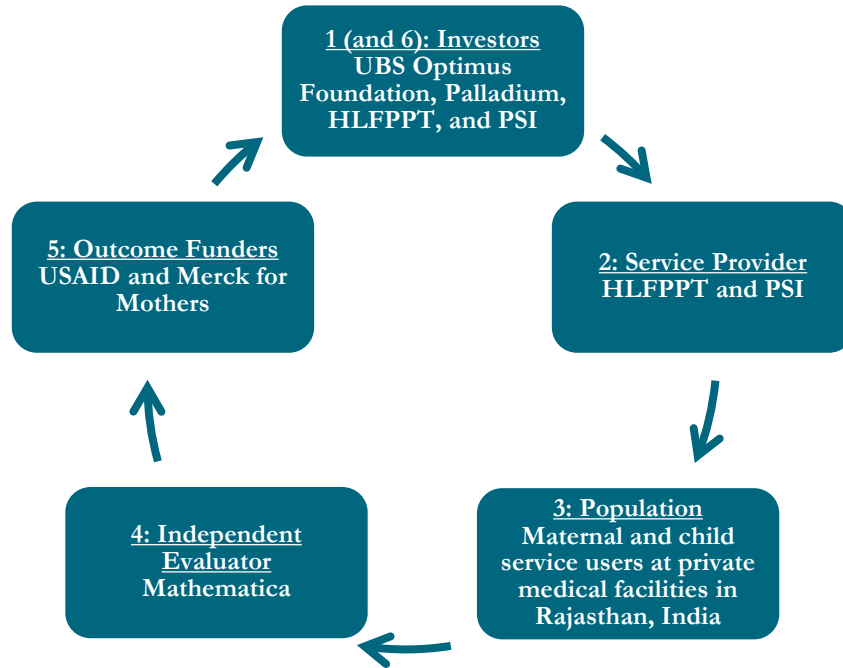 1 (and 6): Investors
UBS Optimus
Foundation, Palladium,
HLFPPT, and PSI
2: Service Provider
HLFPPT and PSI
3: Population
Maternal and child
service users at private
medical facilities in
Rajasthan, India
4: Independent
Evaluator
Mathematica
5: Outcome Funders
USAID and Merck for
Mothers